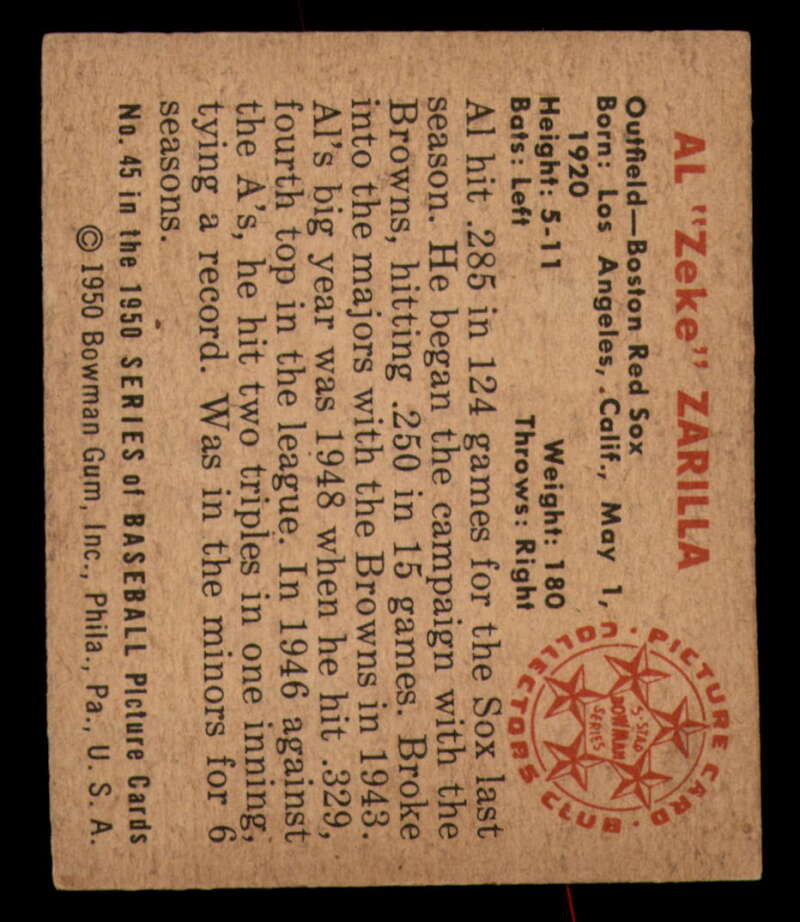 AL "Zeke" ZARILLA
Outfield—Boston Red Sox
Born: Los Angeles, Calif., May 1,
1920
Height: 5-11 Weight: 180
Bats: Left Throws: Right
Al hit .285 in 124 games for the Sox last
season. He began the campaign with the
Browns, hitting .250 in 15 games. Broke
into the majors with the Browns in 1943.
Al's big year was 1948 when he hit .329,
fourth top in the league. In 1946 against
the A's, he hit two triples in one inning,
tying a record. Was in the minors for 6
seasons.
No. 45 in the 1950 SERIES of BASEBALL Picture Cards
© 1950 Bowman Gum, Inc., Phila., Pa., U. S. A.
PICTURE CARD · COLLECTORS CLUB ·
5-STAR
BOWMAN
SERIES